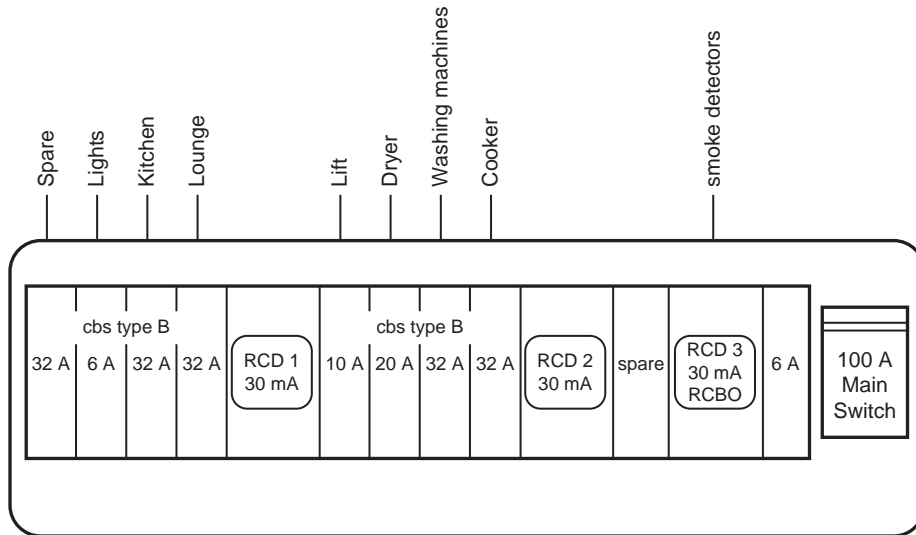 Spare
Lights
Kitchen
Lounge
Lift
Dryer
Washing machines
Cooker
smoke detectors
cbs type B
32 A
6 A
32 A
32 A
RCD 1
30 mA
cbs type B
10 A
20 A
32 A
32 A
RCD 2
30 mA
spare
RCD 3
30 mA
RCBO
6 A
100 A
Main
Switch